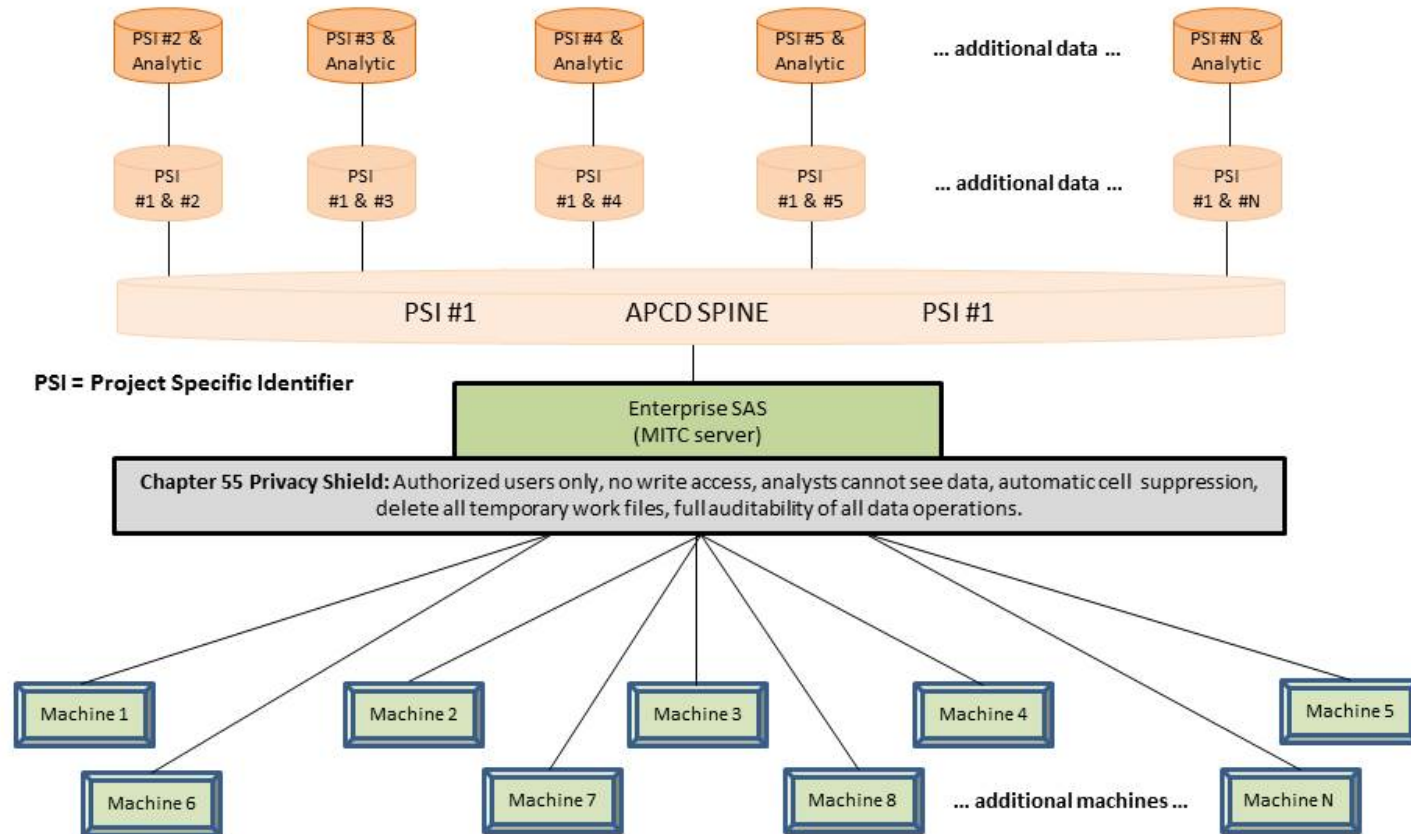 PSI #2 &
Analytic
PSI #3 &
Analytic
PSI #4 &
Analytic
PSI #5 &
Analytic
... additional data ...
PSI #N &
Analytic
PSI
#1 & #2
PSI
#1 & #3
PSI
#1 & #4
PSI
#1 & #5
... additional data ...
PSI
#1 & #N
PSI #1
APCD SPINE
PSI #1
PSI = Project Specific Identifier
Enterprise SAS
(MITC server)
Chapter 55 Privacy Shield: Authorized users only, no write access, analysts cannot see data, automatic cell suppression,
delete all temporary work files, full auditability of all data operations.
Machine 1
Machine 2
Machine 3
Machine 4
Machine 5
Machine 6
Machine 7
Machine 8
... additional machines ...
Machine N